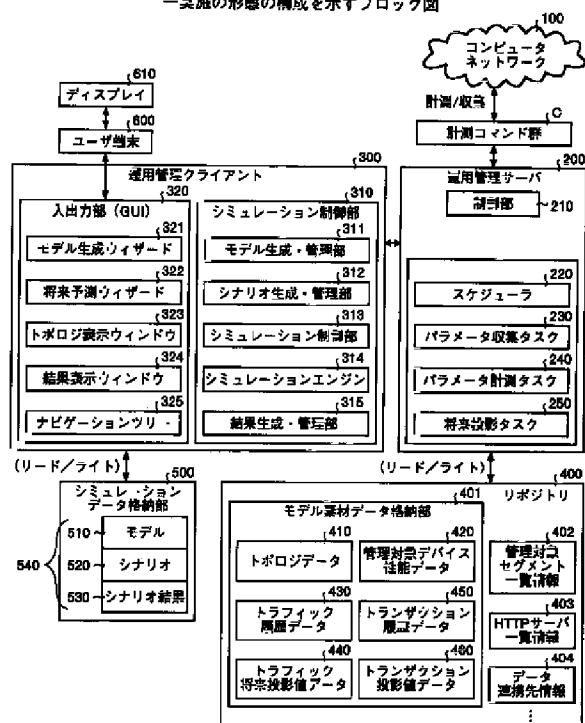 一実施の形態の構成を示すブロック図
100
コンピュータ
ネットワーク
610
ディスプレイ
計測/収集
600
ユーザ端末
C
計測コマンド群
300
運用管理クライアント
200
運用管理サーバ
320
入出力部 (GUI)
310
シミュレーション制御部
制御部
210
321
モデル生成ウィザード
311
モデル生成・管理部
322
将来予測ウィザード
312
シナリオ生成・管理部
220
スケジューラ
323
トポロジ表示ウィンドウ
313
シミュレーション制御部
230
パラメータ収集タスク
324
結果表示ウィンドウ
314
シミュレーションエンジン
240
パラメータ計測タスク
325
ナビゲーションツリー
315
結果生成・管理部
250
将来投影タスク
(リード/ライト)
(リード/ライト)
500
シミュレーション
データ格納部
510
モデル
520
シナリオ
530
シナリオ結果
540
400
リポジトリ
401
モデル素材データ格納部
410
トポロジデータ
420
管理対象デバイス
性能データ
402
管理対象
セグメント
一覧情報
430
トラフィック
履歴データ
450
トランザクション
履歴データ
403
HTTPサーバ
一覧情報
440
トラフィック
将来投影値データ
460
トランザクション
投影値データ
404
データ
連携先情報
⋮